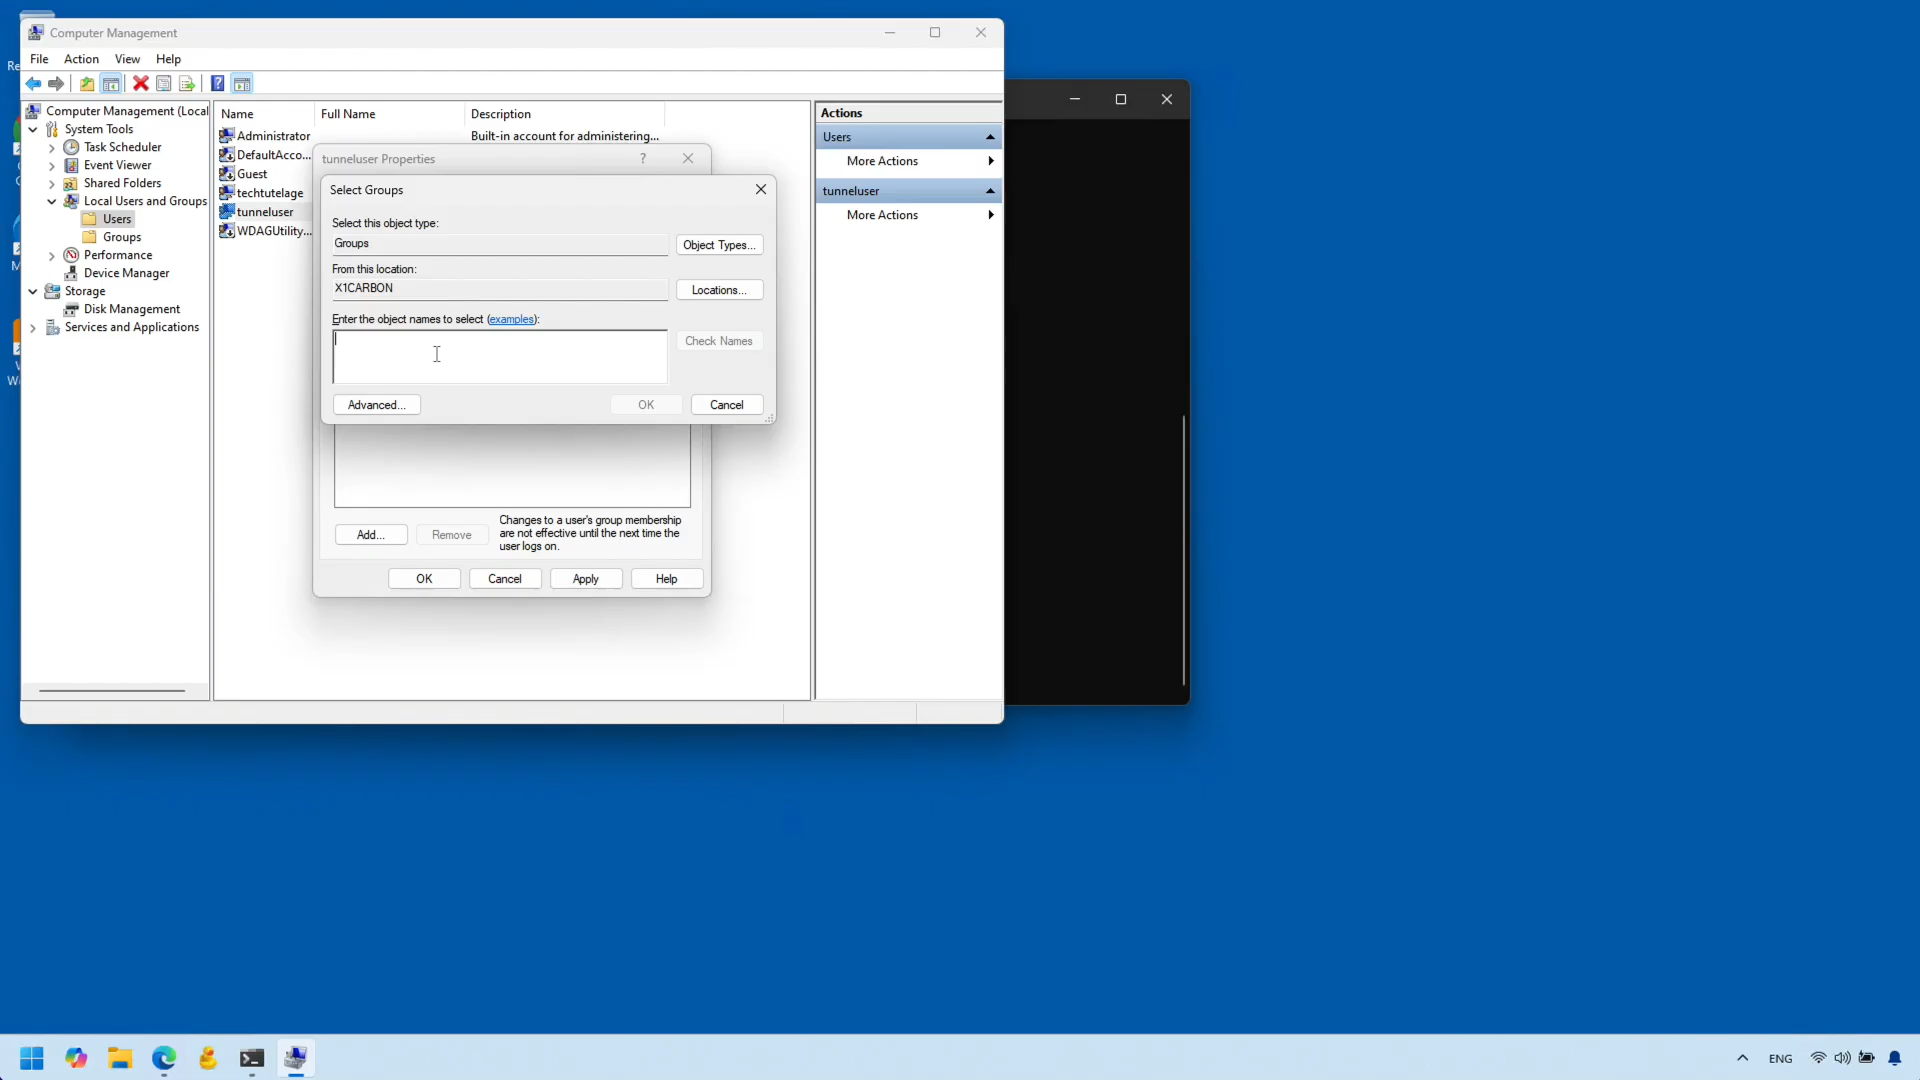 Computer Management
File Action View Help
Computer Management (Local
System Tools
Task Scheduler
Event Viewer
Shared Folders
Local Users and Groups
Users
Groups
Performance
Device Manager
Storage
Disk Management
Services and Applications
Name Full Name Description
Administrator Built-in account for administering...
DefaultAcco...
Guest
techtutelage
tunneluser
WDAGUtility...
Actions
Users
More Actions
tunneluser
More Actions
tunneluser Properties
?
Select Groups
Select this object type:
Groups
Object Types...
From this location:
X1CARBON
Locations...
Enter the object names to select (examples):
Check Names
Advanced... OK Cancel
Add... Remove
Changes to a user's group membership
are not effective until the next time the
user logs on.
OK Cancel Apply Help
ENG